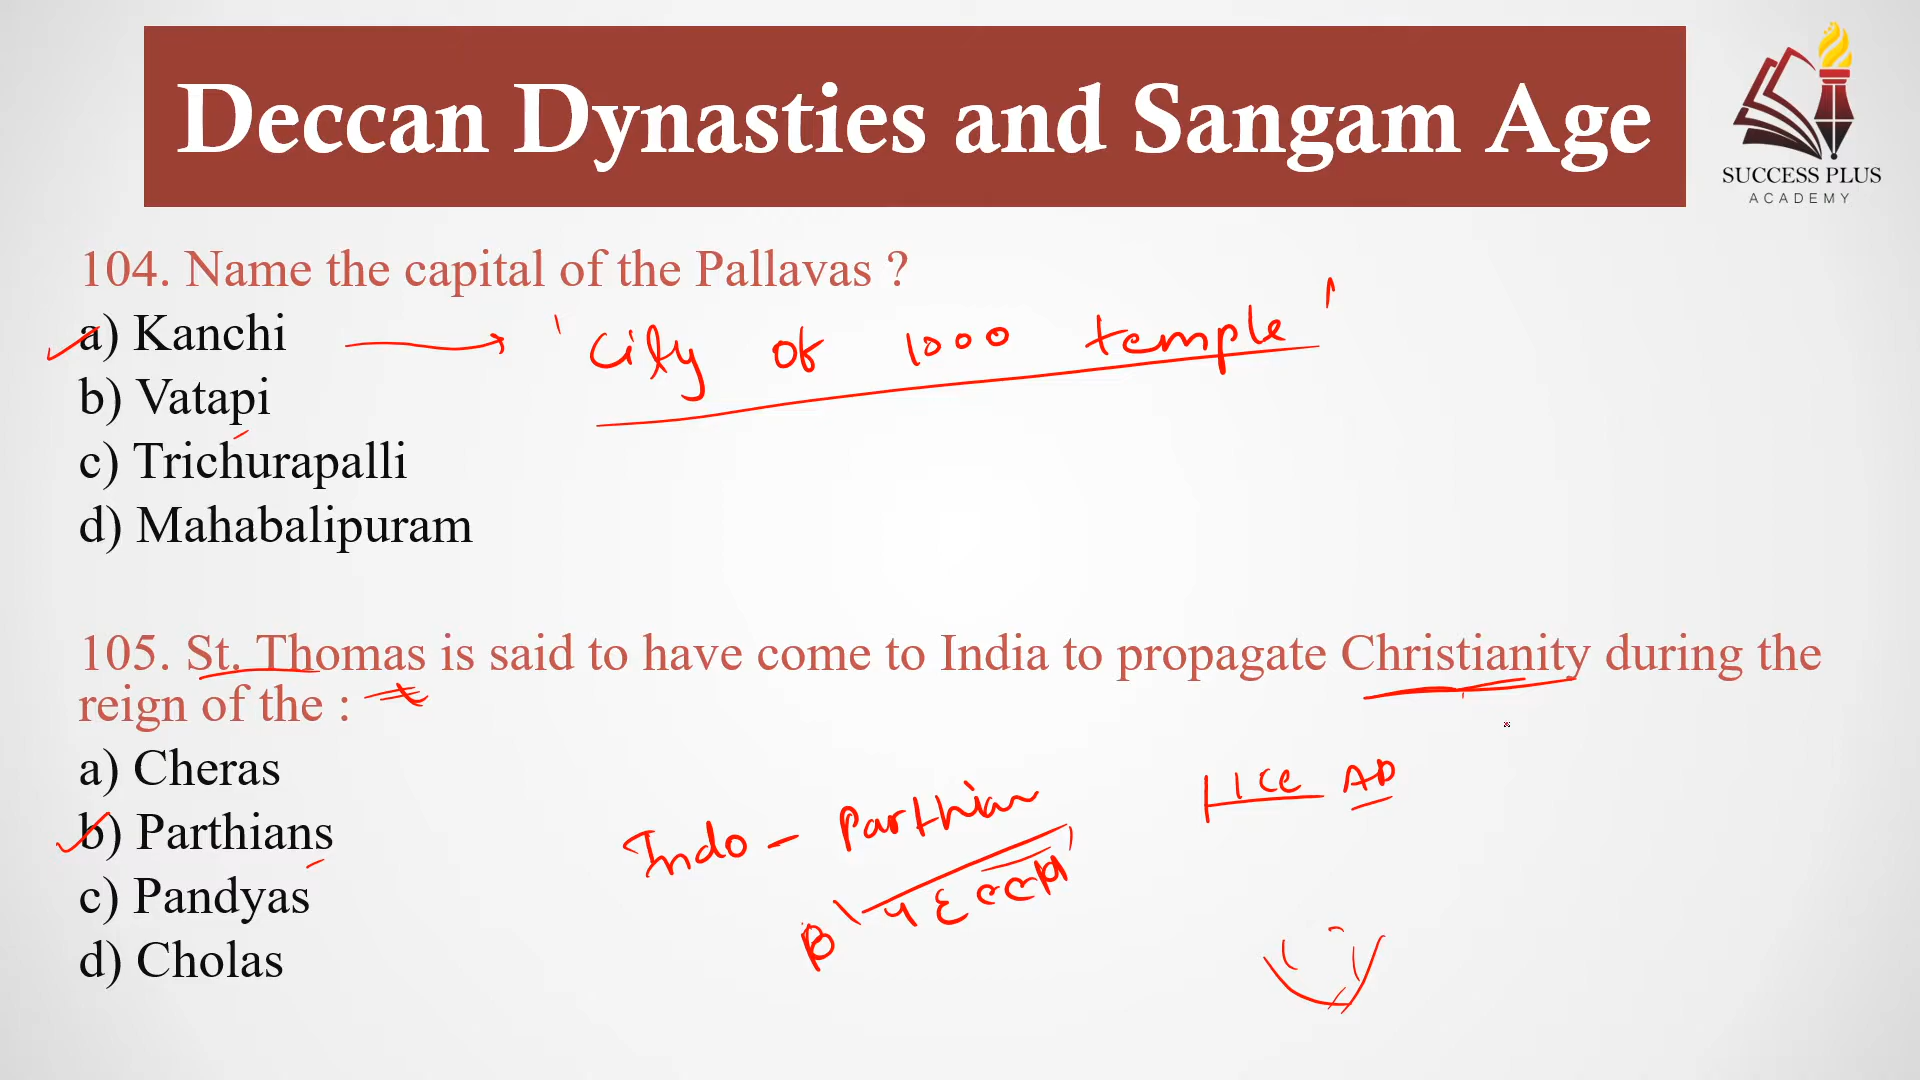 Deccan Dynasties and Sangam Age
SUCCESS PLUS
ACADEMY
104. Name the capital of the Pallavas ?
a) Kanchi
'City of 1000 temple'
b) Vatapi
c) Trichurapalli
d) Mahabalipuram
105. St. Thomas is said to have come to India to propagate Christianity during the
reign of the :
a) Cheras
1 CE AD
b) Parthians
Indo - Parthian
c) Pandyas
d) Cholas